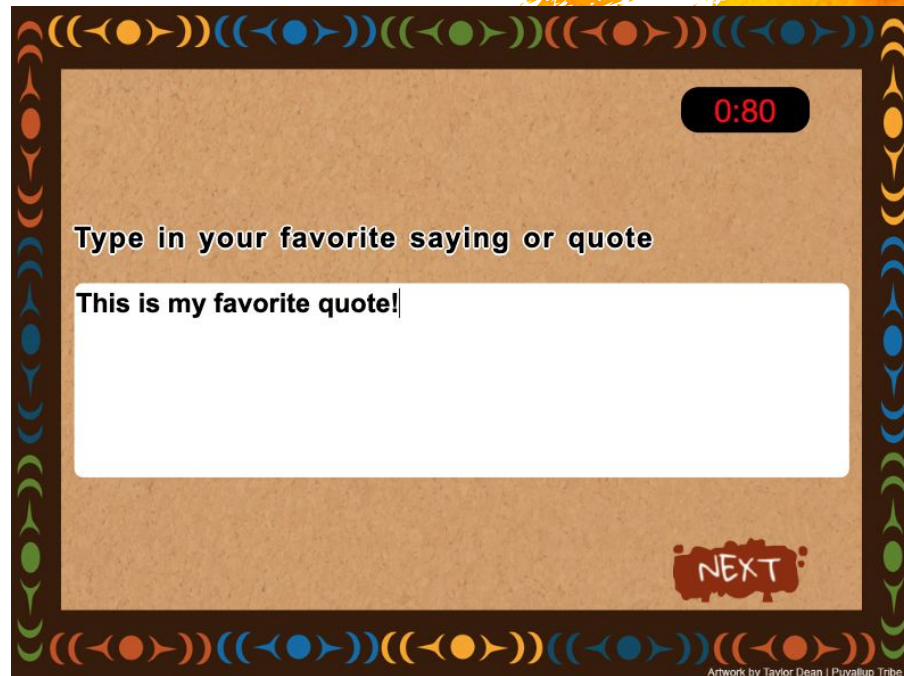 0:80
Type in your favorite saying or quote
This is my favorite quote!
NEXT
Artwork by Taylor Dean | Puyallup Tribe